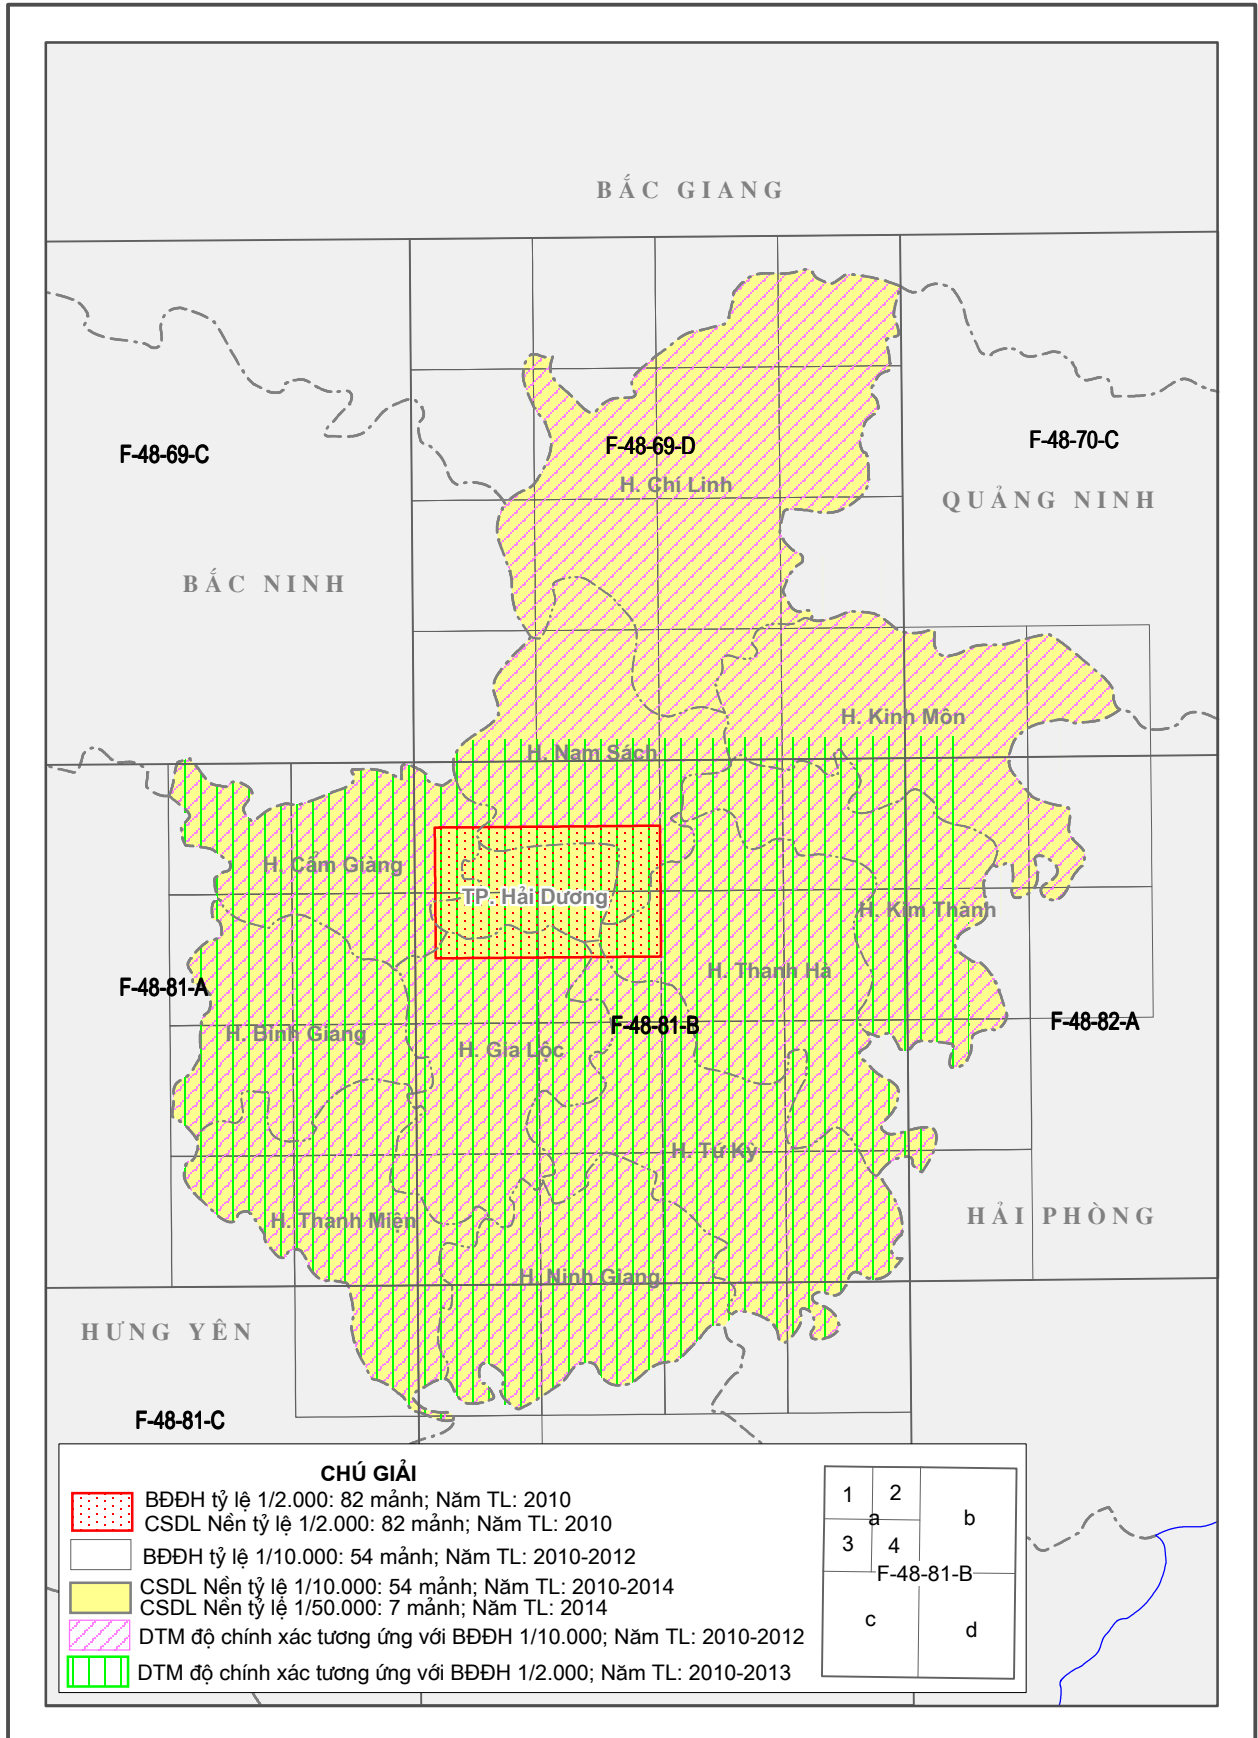 BẮC GIANG
F-48-69-C
F-48-69-D
F-48-70-C
H. Chí Linh
QUẢNG NINH
BẮC NINH
H. Kinh Môn
H. Nam Sách
H. Cẩm Giàng
TP. Hải Dương
H. Kim Thành
H. Thanh Hà
F-48-81-A
F-48-81-B
F-48-82-A
H. Bình Giang
H. Gia Lộc
H. Tứ Kỳ
H. Thanh Miện
HẢI PHÒNG
H. Ninh Giang
HƯNG YÊN
F-48-81-C
CHÚ GIẢI
BĐĐH tỷ lệ 1/2.000: 82 mảnh; Năm TL: 2010
CSDL Nền tỷ lệ 1/2.000: 82 mảnh; Năm TL: 2010
BĐĐH tỷ lệ 1/10.000: 54 mảnh; Năm TL: 2010-2012
CSDL Nền tỷ lệ 1/10.000: 54 mảnh; Năm TL: 2010-2014
CSDL Nền tỷ lệ 1/50.000: 7 mảnh; Năm TL: 2014
DTM độ chính xác tương ứng với BĐĐH 1/10.000; Năm TL: 2010-2012
DTM độ chính xác tương ứng với BĐĐH 1/2.000; Năm TL: 2010-2013
1 2
a b
3 4
F-48-81-B
c d